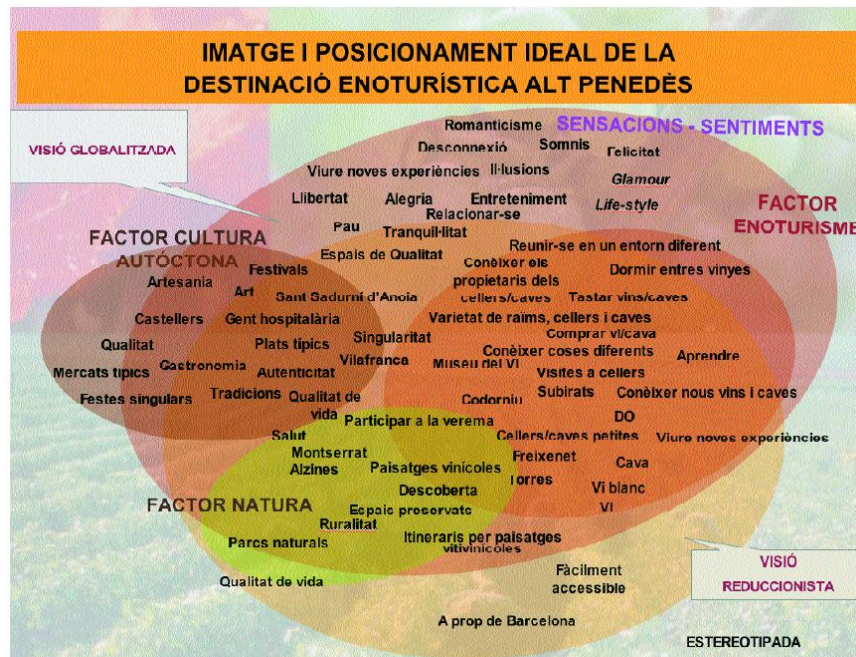 IMATGE I POSICIONAMENT IDEAL DE LA
DESTINACIÓ ENOTURÍSTICA ALT PENEDÈS
Romanticisme
SENSACIONS - SENTIMENTS
Desconnexió
Somnis
Felicitat
VISIÓ GLOBALITZADA
Viure noves experiències
Il·lusions
Glamour
Llibertat
Alegria
Entreteniment
Life-style
FACTOR
ENOTURISME
Relacionar-se
Pau
Tranquil·litat
FACTOR CULTURA
AUTÒCTONA
Reunir-se en un entorn diferent
Espais de Qualitat
Conèixer els
propietaris dels
cellers/caves
Dormir entres vinyes
Festivals
Artesania
Art
Sant Sadurní d'Anoia
Tastar vins/caves
Castellers
Gent hospitalària
Varietat de raïms, cellers i caves
Singularitat
Comprar vi/cava
Qualitat
Plats típics
Conèixer coses diferents
Aprendre
Vilafranca
Museu del VI
Mercats típics
Gastronomia
Autenticitat
Visites a cellers
Festes singulars
Tradicions
Qualitat de
vida
Codorniu
Subirats
Conèixer nous vins i caves
Participar a la verema
DO
Salut
Cellers/caves petites
Viure noves experiències
Montserrat
Freixenet
Alzines
Paisatges vinícoles
Cava
Torres
Descoberta
Vi blanc
FACTOR NATURA
Espais preservats
VI
Ruralitat
Parcs naturals
Itineraris per paisatges
vitivinícoles
Qualitat de vida
Fàcilment
accessible
VISIÓ
REDUCCIONISTA
A prop de Barcelona
ESTEREOTIPADA